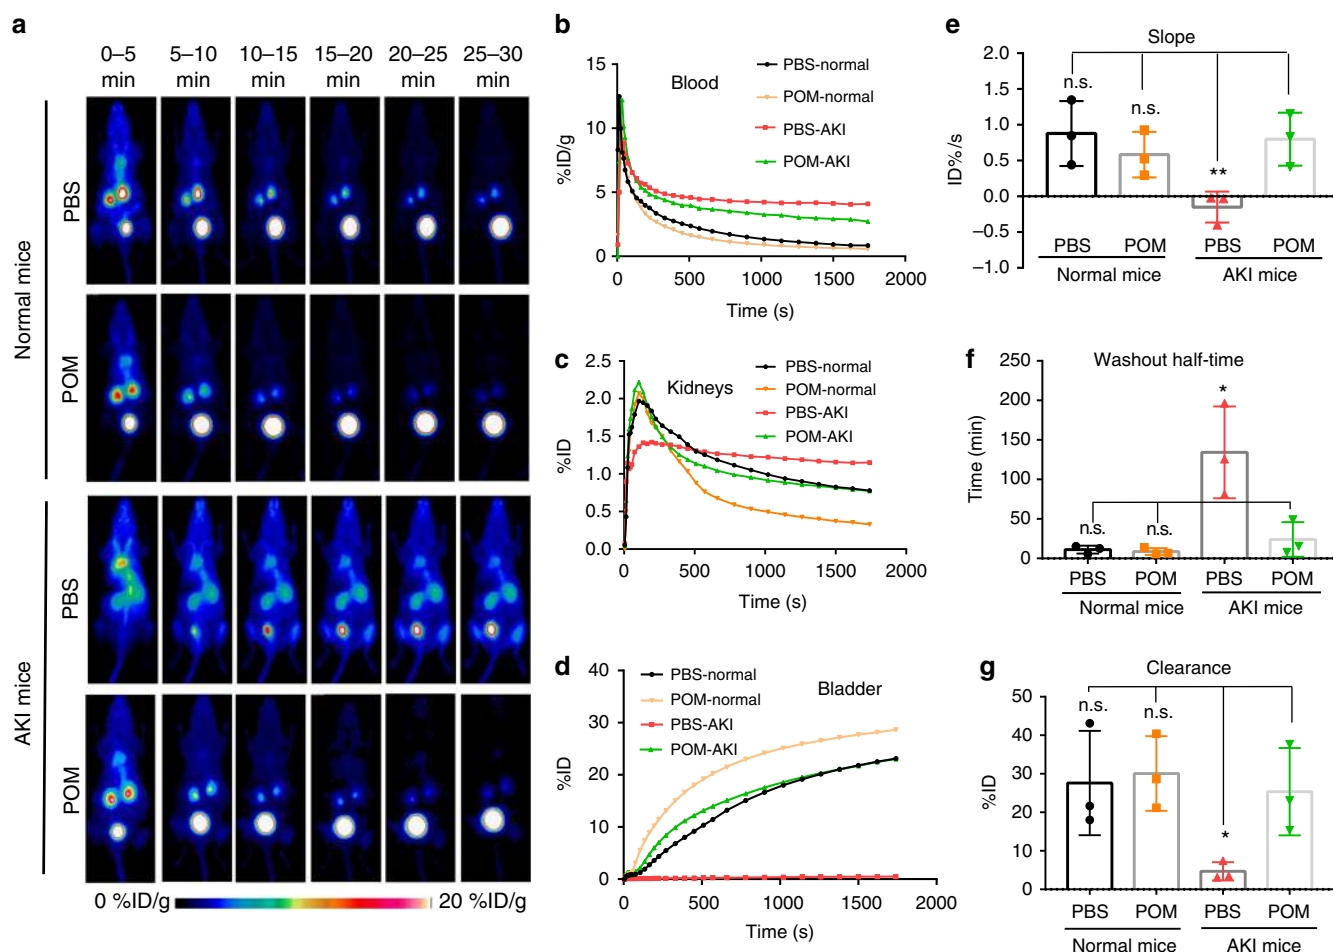 a
0–5 min
5–10 min
10–15 min
15–20 min
20–25 min
25–30 min
Normal mice
PBS
POM
AKI mice
PBS
POM
0 %ID/g
20 %ID/g
b
Blood
PBS-normal
POM-normal
PBS-AKI
POM-AKI
%ID/g
15
10
5
0
0 500 1000 1500 2000
Time (s)
c
Kidneys
PBS-normal
POM-normal
PBS-AKI
POM-AKI
%ID
2.5
2.0
1.5
1.0
0.5
0.0
0 500 1000 1500 2000
Time (s)
d
Bladder
PBS-normal
POM-normal
PBS-AKI
POM-AKI
%ID
40
30
20
10
0
0 500 1000 1500 2000
Time (s)
e
Slope
ID%/s
2.0
1.5
1.0
0.5
0.0
–0.5
–1.0
n.s.
n.s.
**
PBS POM PBS POM
Normal mice AKI mice
f
Washout half-time
Time (min)
250
200
150
100
50
0
n.s.
n.s.
*
PBS POM PBS POM
Normal mice AKI mice
g
Clearance
%ID
50
40
30
20
10
0
n.s.
n.s.
*
PBS POM PBS POM
Normal mice AKI mice